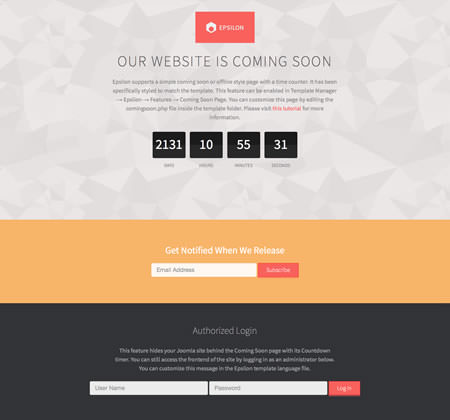 EPSILON
OUR WEBSITE IS COMING SOON
Epsilon supports a simple coming soon or offline style page with a time counter. It has been
specifically styled to match the template. This feature can be enabled in Template Manager
→ Epsilon → Features → Coming Soon Page. You can customize this page by editing the
comingsoon.php file inside the template folder. Please visit this tutorial for more
information.
2131 10 55 31
DAYS HOURS MINUTES SECONDS
Get Notified When We Release
Email Address Subscribe
Authorized Login
This feature hides your Joomla site behind the Coming Soon page with its Countdown
timer. You can still access the frontend of the site by logging in as an administrator below.
You can customize this message in the Epsilon template language file.
User Name Password Log in